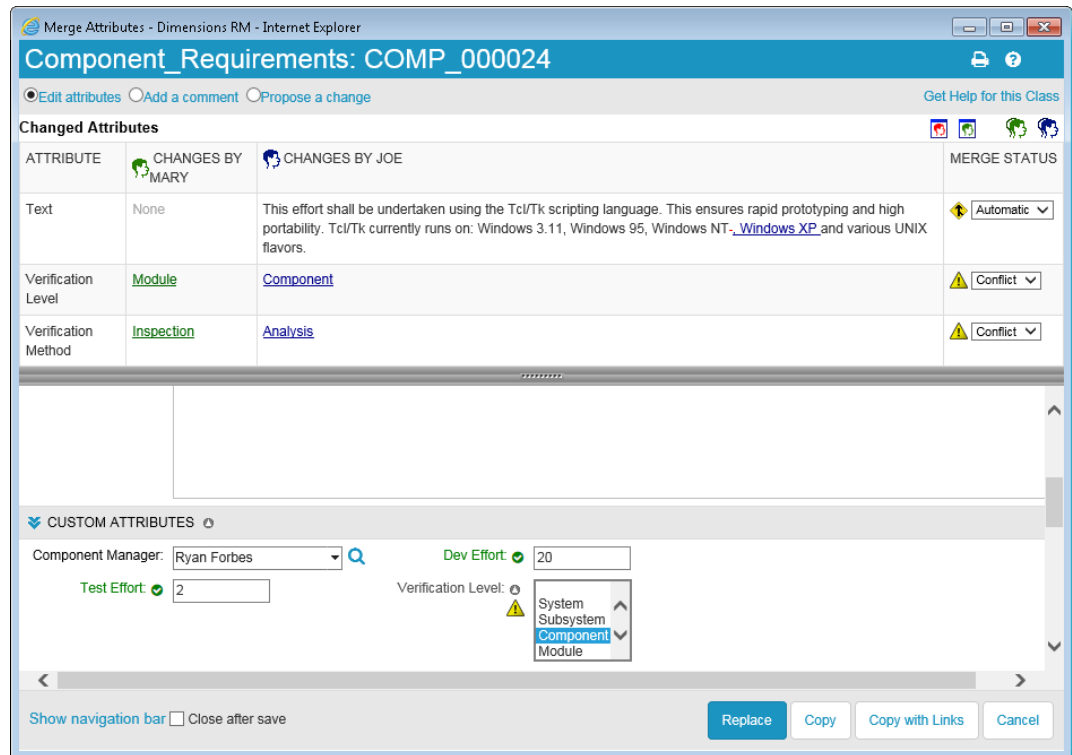 Merge Attributes - Dimensions RM - Internet Explorer
Component_Requirements: COMP_000024
Edit attributes Add a comment Propose a change Get Help for this Class
Changed Attributes
ATTRIBUTE CHANGES BY MARY CHANGES BY JOE MERGE STATUS
Text None This effort shall be undertaken using the Tcl/Tk scripting language. This ensures rapid prototyping and high Automatic
portability. Tcl/Tk currently runs on: Windows 3.11, Windows 95, Windows NT-, Windows XP and various UNIX
flavors.
Verification Level Module Component Conflict
Verification Method Inspection Analysis Conflict
CUSTOM ATTRIBUTES
Component Manager: Ryan Forbes Dev Effort: 20
Test Effort: 2 Verification Level:
System
Subsystem
Component
Module
Show navigation bar Close after save Replace Copy Copy with Links Cancel